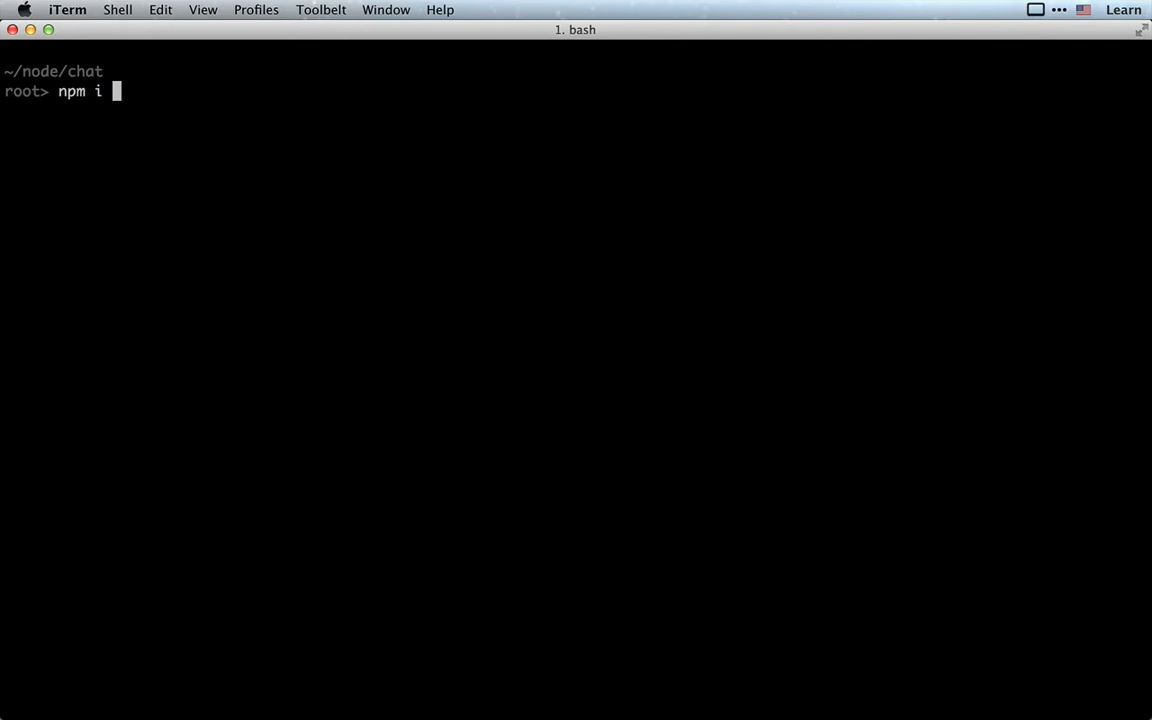 iTerm Shell Edit View Profiles Toolbelt Window Help Learn
1. bash
~/node/chat
root> npm i